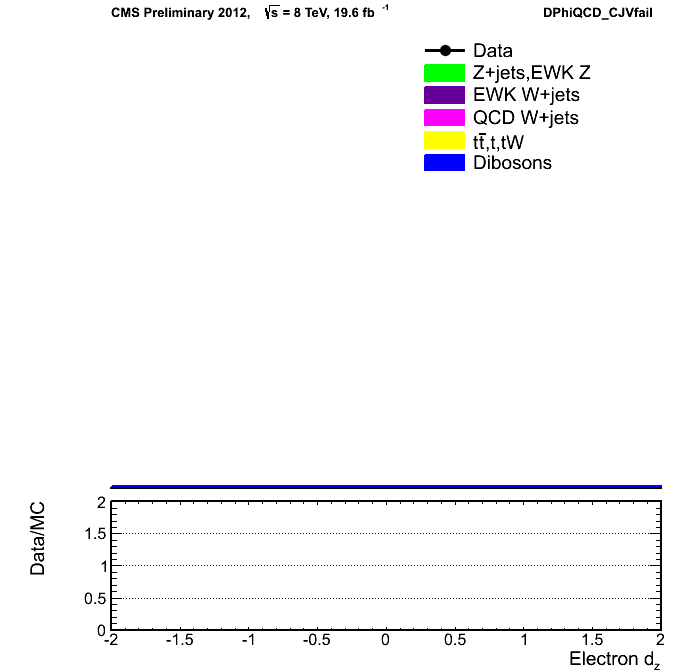 CMS Preliminary 2012, √s = 8 TeV, 19.6 fb⁻¹ DPhiQCD_CJVfail
Data
Z+jets,EWK Z
EWK W+jets
QCD W+jets
tt̅,t,tW
Dibosons
Data/MC
2
1.5
1
0.5
0
-2 -1.5 -1 -0.5 0 0.5 1 1.5 2
Electron d_z